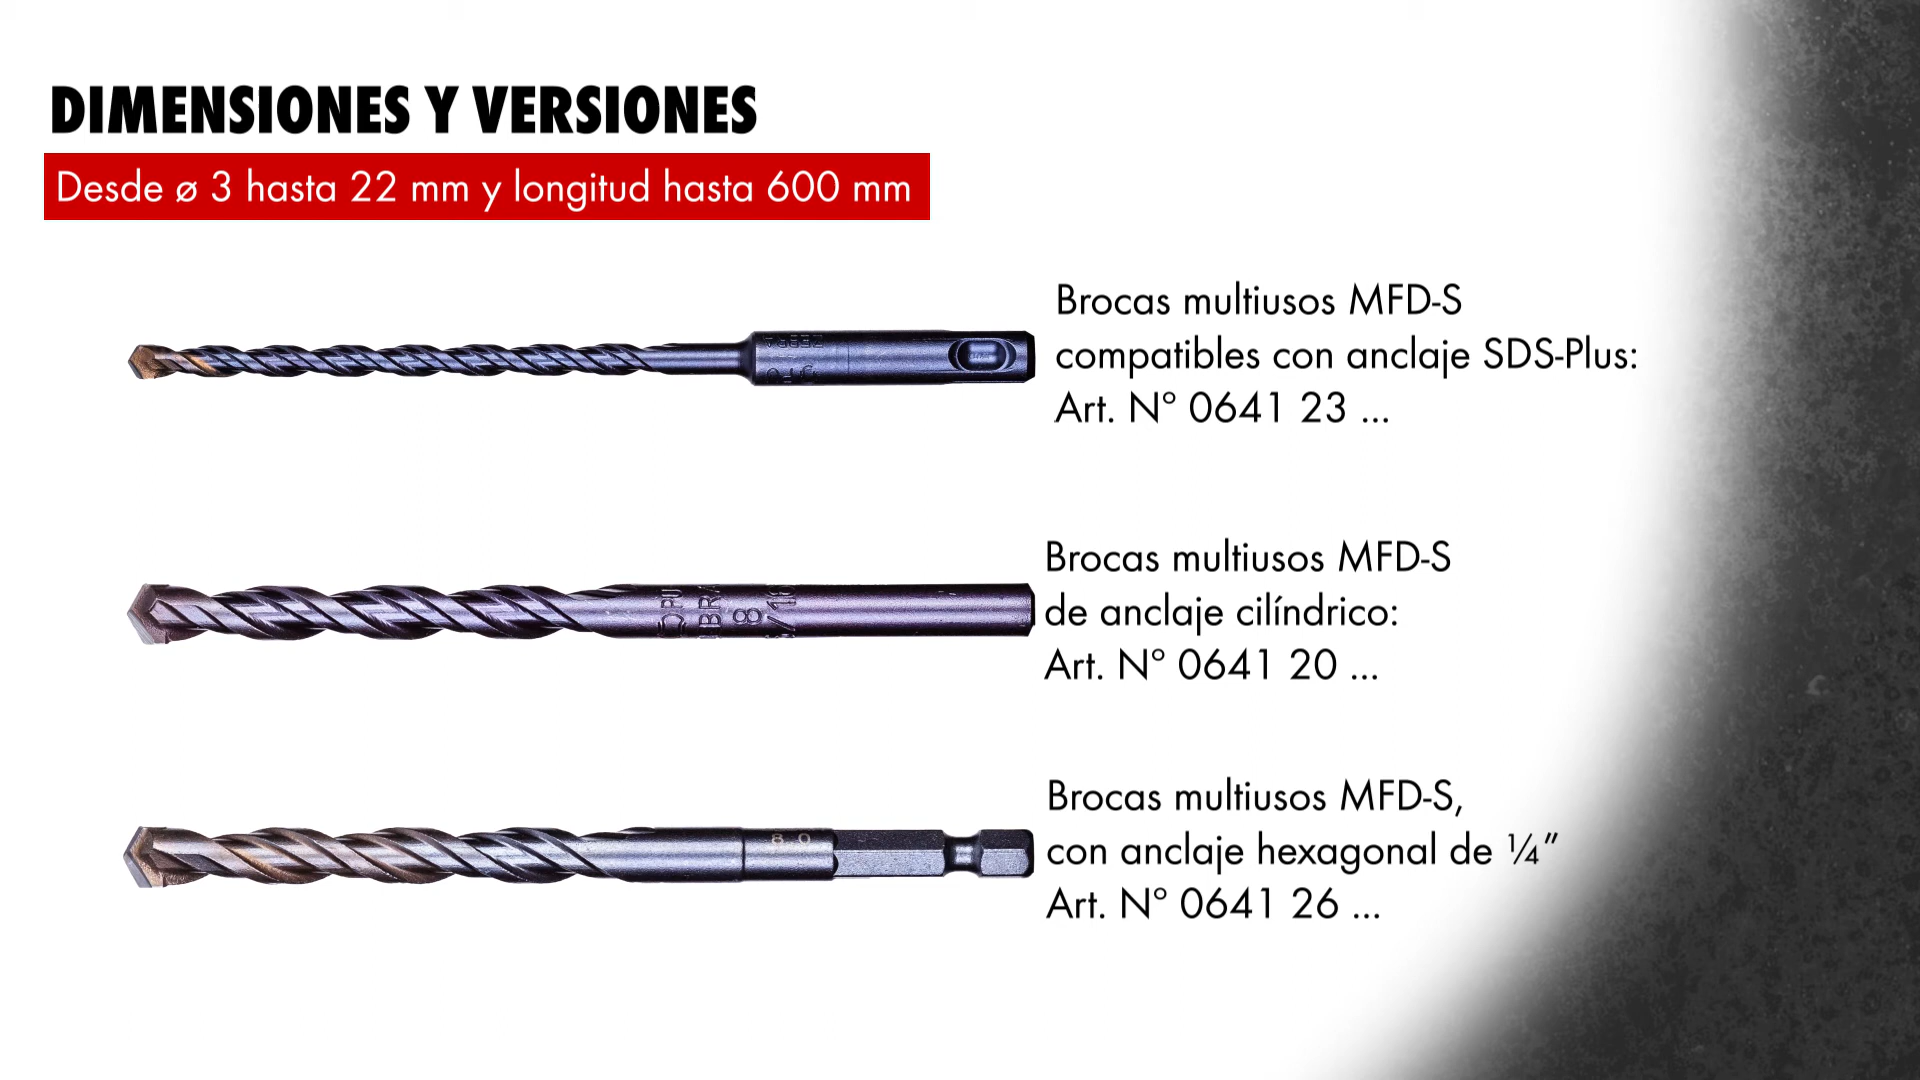 DIMENSIONES Y VERSIONES
Desde ø 3 hasta 22 mm y longitud hasta 600 mm
Brocas multiusos MFD-S
compatibles con anclaje SDS-Plus:
Art. N° 0641 23 ...
Brocas multiusos MFD-S
de anclaje cilíndrico:
Art. N° 0641 20 ...
8
Brocas multiusos MFD-S,
con anclaje hexagonal de ¼”
Art. N° 0641 26 ...